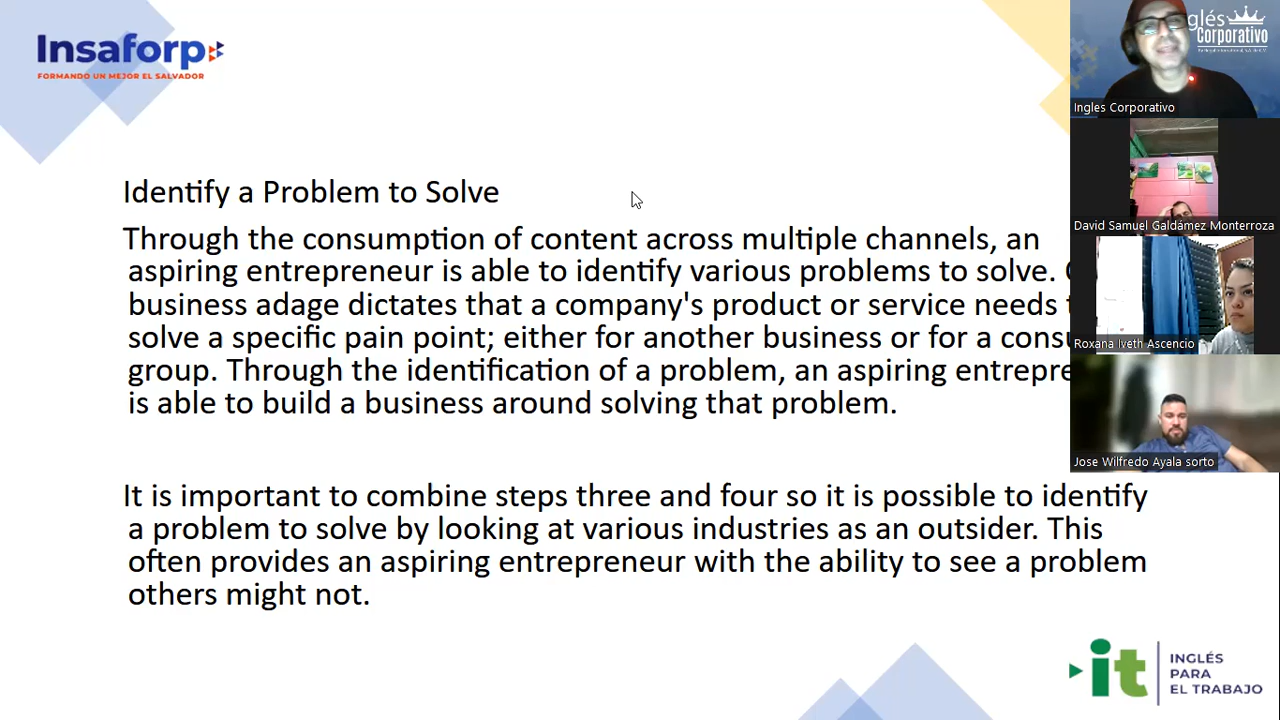 Insaforp
FORMANDO UN MEJOR EL SALVADOR
glés
Corporativo
Ingles Corporativo
David Samuel Galdámez Monterroza
Roxana Iveth Ascencio
Jose Wilfredo Ayala sorto
Identify a Problem to Solve
Through the consumption of content across multiple channels, an
aspiring entrepreneur is able to identify various problems to solve.
business adage dictates that a company's product or service needs
solve a specific pain point; either for another business or for a consu
group. Through the identification of a problem, an aspiring entrepre
is able to build a business around solving that problem.
It is important to combine steps three and four so it is possible to identify
a problem to solve by looking at various industries as an outsider. This
often provides an aspiring entrepreneur with the ability to see a problem
others might not.
it
INGLÉS
PARA
EL TRABAJO